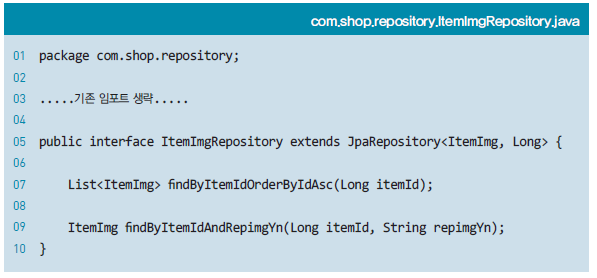 com.shop.repository.ItemImgRepository.java
01 package com.shop.repository;
02
03 .....기존 임포트 생략.....
04
05 public interface ItemImgRepository extends JpaRepository<ItemImg, Long> {
06
07     List<ItemImg> findByItemIdOrderByIdAsc(Long itemId);
08
09     ItemImg findByItemIdAndRepimgYn(Long itemId, String repimgYn);
10 }